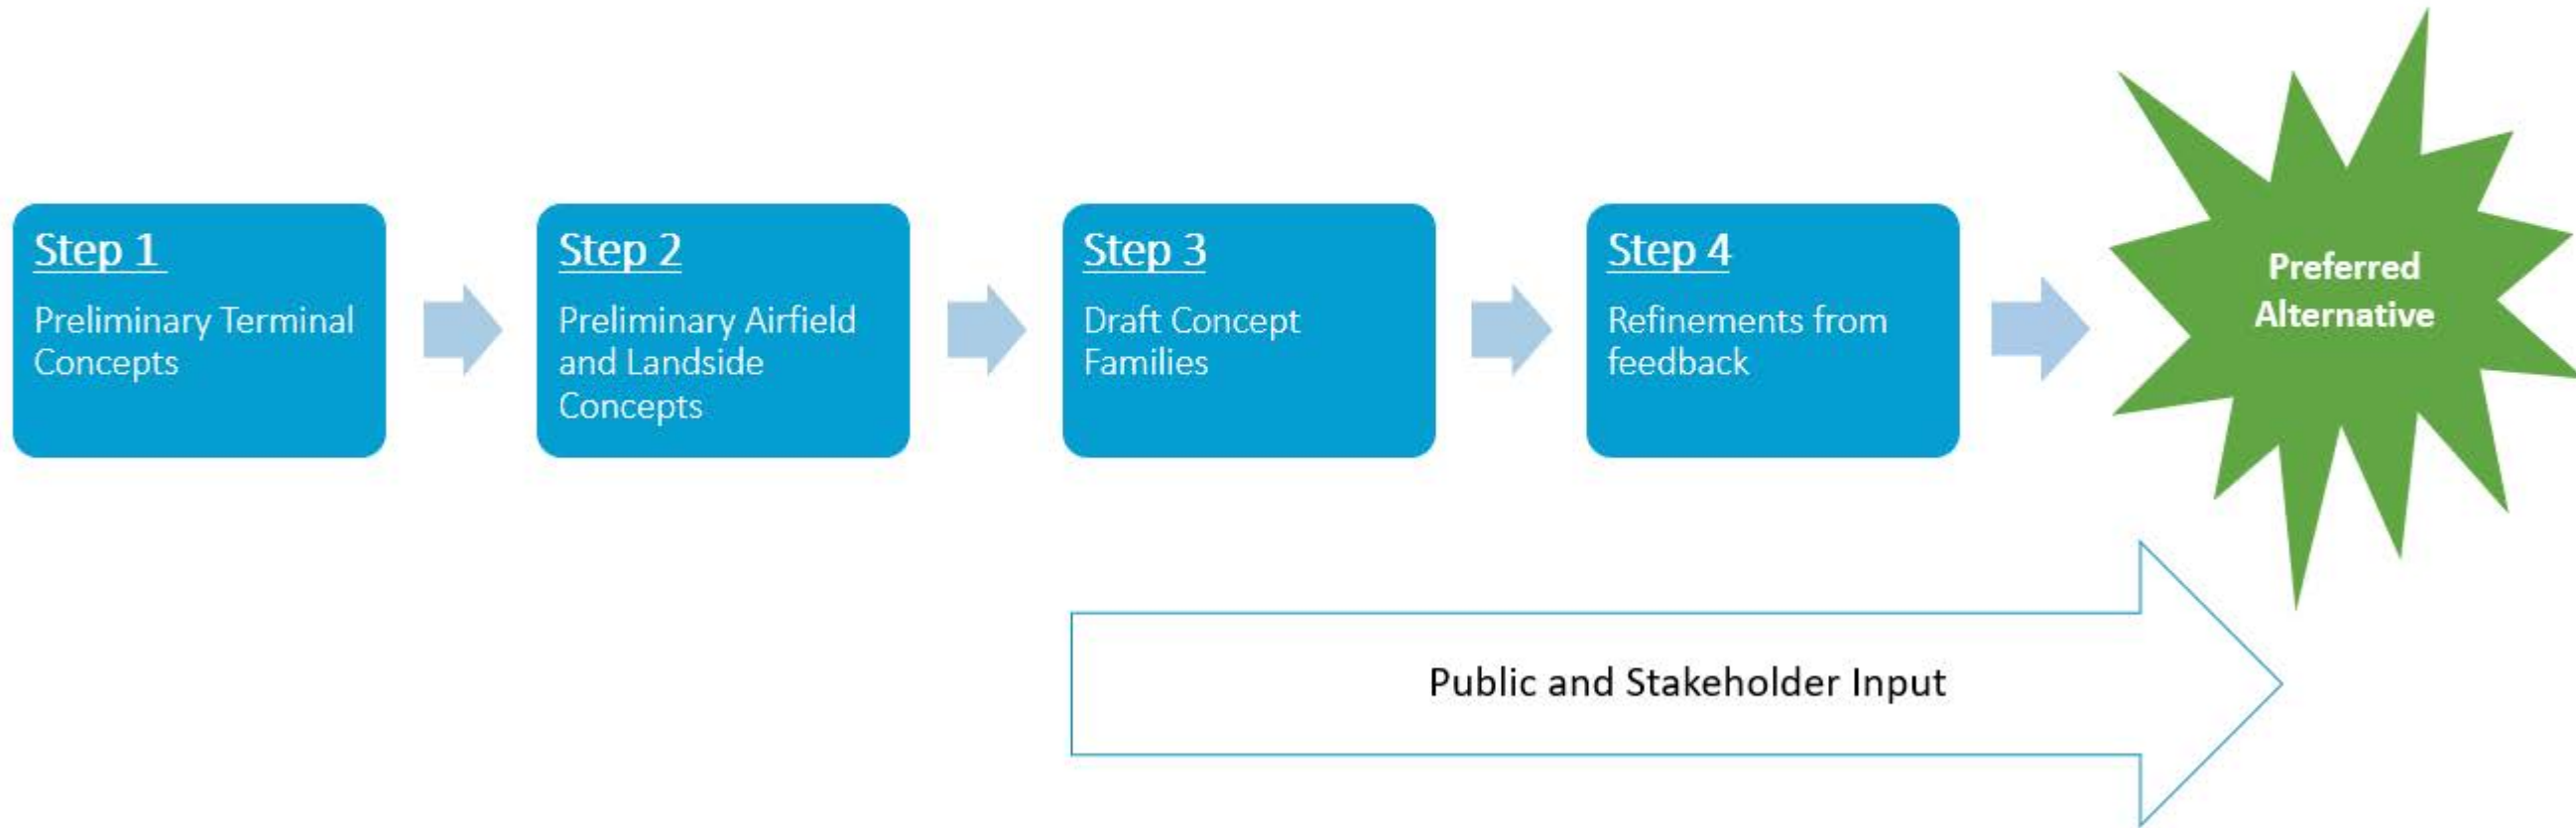 Step 1
Preliminary Terminal
Concepts
Step 2
Preliminary Airfield
and Landside
Concepts
Step 3
Draft Concept
Families
Step 4
Refinements from
feedback
Preferred
Alternative
Public and Stakeholder Input